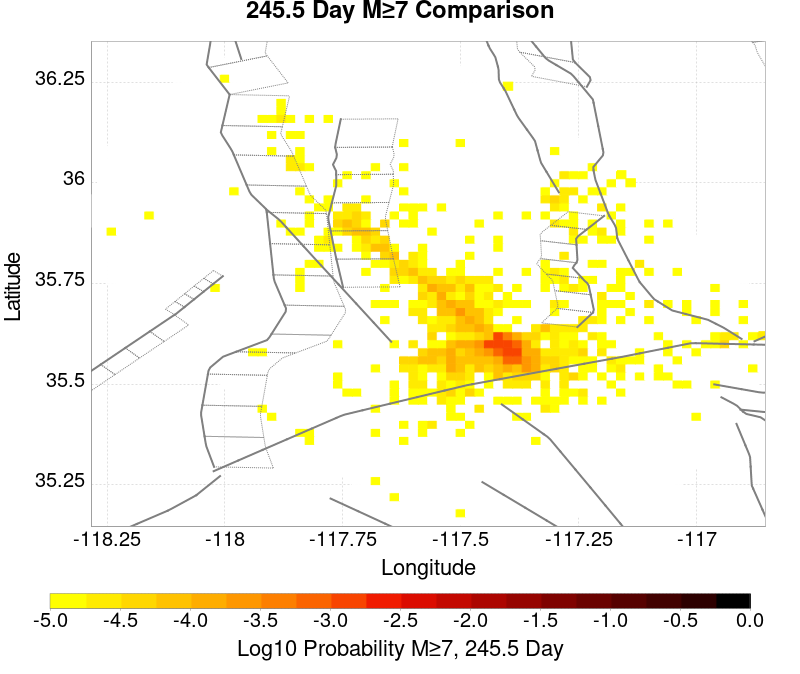 245.5 Day M≥7 Comparison
36.25
36
35.75
35.5
35.25
Latitude
-118.25 -118 -117.75 -117.5 -117.25 -117
Longitude
-5.0 -4.5 -4.0 -3.5 -3.0 -2.5 -2.0 -1.5 -1.0 -0.5 0.0
Log10 Probability M≥7, 245.5 Day